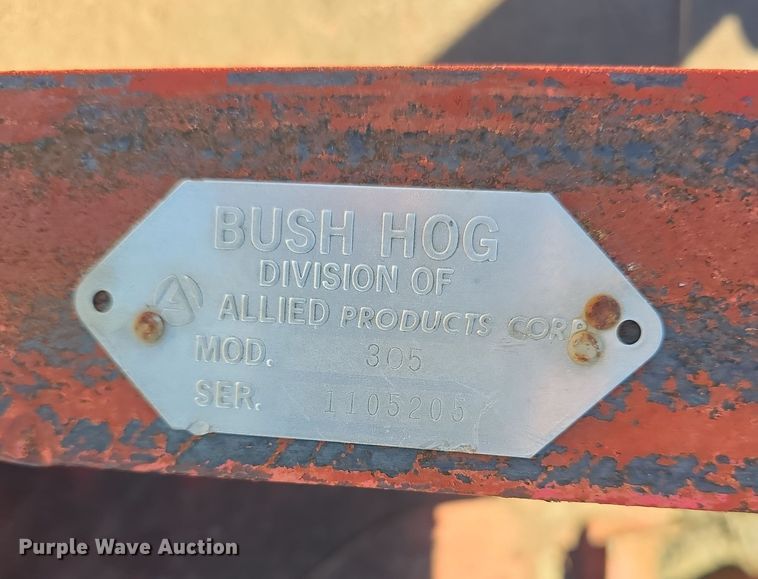 BUSH HOG
DIVISION OF
ALLIED PRODUCTS CORP
MOD. 305
SER. 1105205
Purple Wave Auction